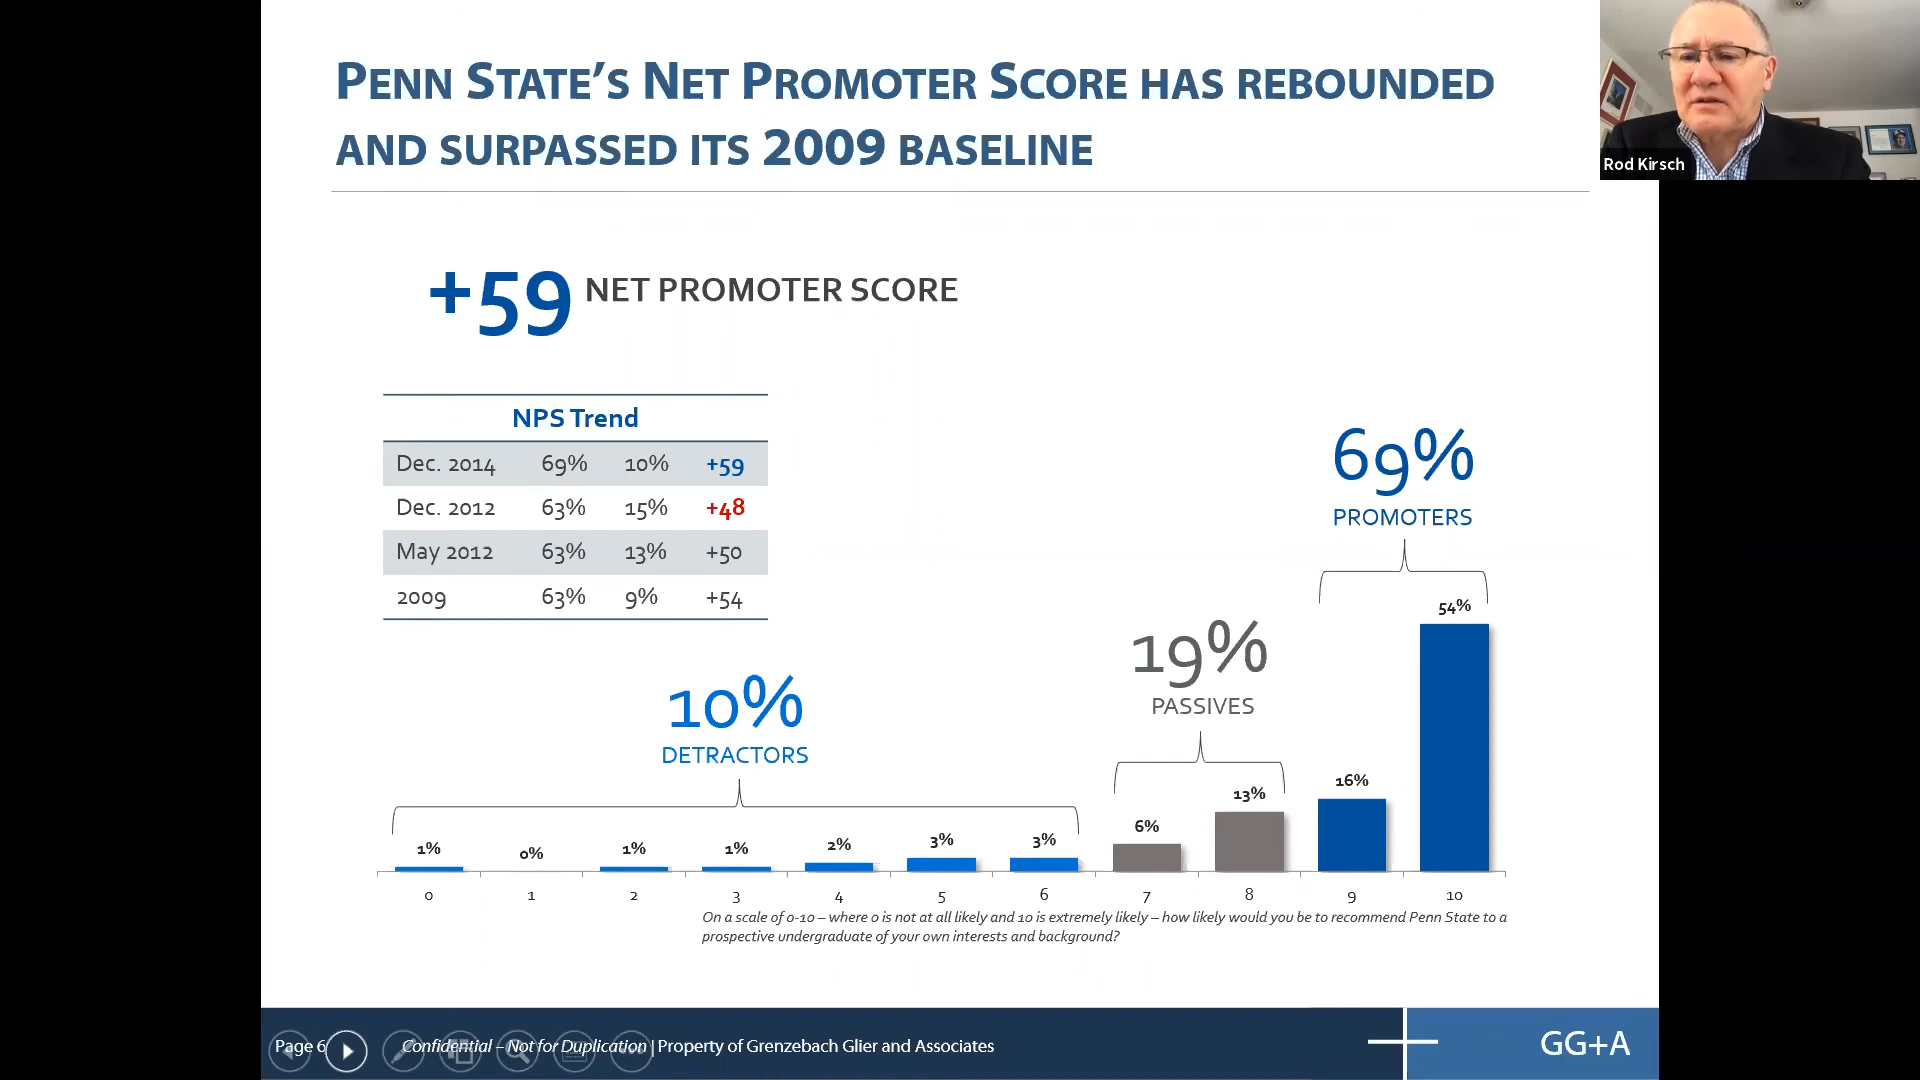 PENN STATE'S NET PROMOTER SCORE HAS REBOUNDED
AND SURPASSED ITS 2009 BASELINE
Rod Kirsch
+59 NET PROMOTER SCORE
NPS Trend
Dec. 2014 69% 10% +59
Dec. 2012 63% 15% +48
May 2012 63% 13% +50
2009 63% 9% +54
69%
PROMOTERS
19%
PASSIVES
10%
DETRACTORS
1% 0% 1% 1% 2% 3% 3% 6% 13% 16% 54%
0 1 2 3 4 5 6 7 8 9 10
On a scale of 0-10 – where 0 is not at all likely and 10 is extremely likely – how likely would you be to recommend Penn State to a
prospective undergraduate of your own interests and background?
Page 6 Confidential – Not for Duplication | Property of Grenzebach Glier and Associates
GG+A